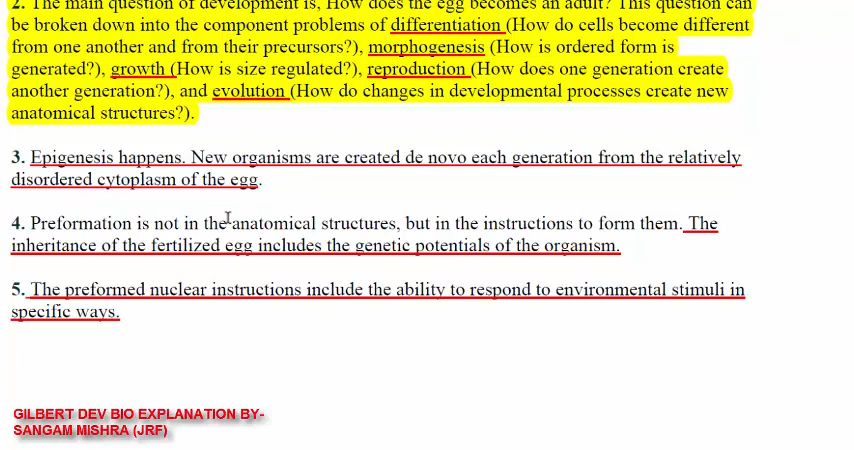 2. The main question of development is, How does the egg becomes an adult? This question can
be broken down into the component problems of differentiation (How do cells become different
from one another and from their precursors?), morphogenesis (How is ordered form is
generated?), growth (How is size regulated?), reproduction (How does one generation create
another generation?), and evolution (How do changes in developmental processes create new
anatomical structures?).
3. Epigenesis happens. New organisms are created de novo each generation from the relatively
disordered cytoplasm of the egg.
4. Preformation is not in the anatomical structures, but in the instructions to form them. The
inheritance of the fertilized egg includes the genetic potentials of the organism.
5. The preformed nuclear instructions include the ability to respond to environmental stimuli in
specific ways.
GILBERT DEV BIO EXPLANATION BY-
SANGAM MISHRA (JRF)